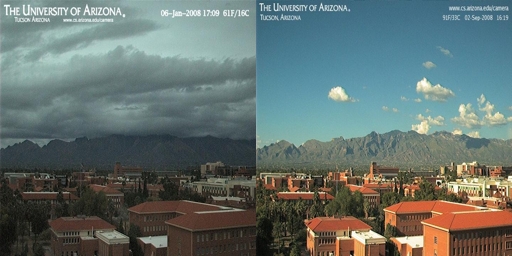 THE UNIVERSITY OF ARIZONA.
TUCSON ARIZONA www.cs.arizona.edu/camera
06-Jan-2008 17:09 61F/16C
THE UNIVERSITY OF ARIZONA.
TUCSON, ARIZONA
www.cs.arizona.edu/camera
91F/33C 02-Sep-2008 16:19